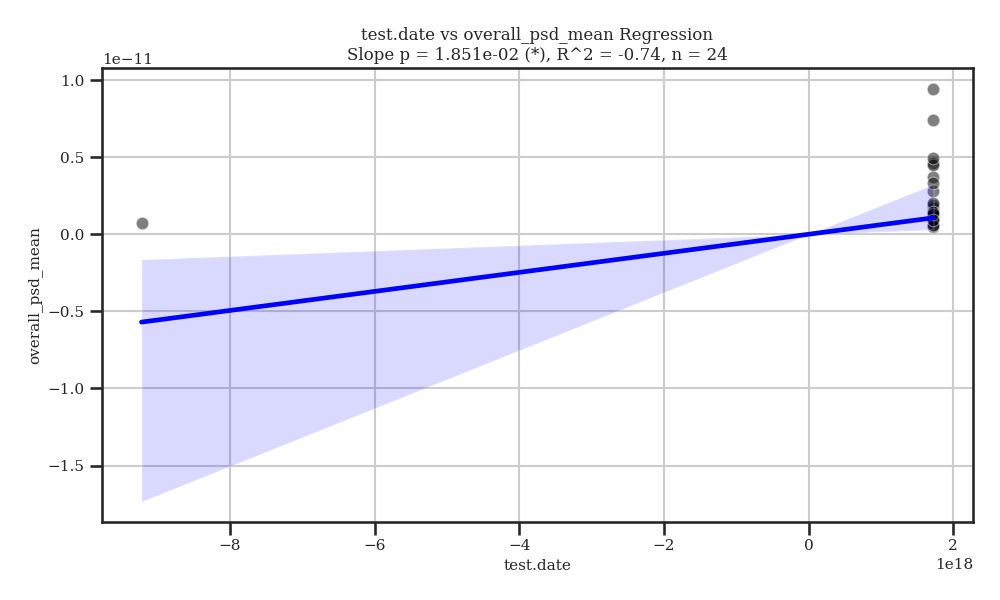 test.date vs overall_psd_mean Regression
Slope p = 1.851e-02 (*), R^2 = -0.74, n = 24
1e−11
1.0
0.5
0.0
−0.5
−1.0
−1.5
overall_psd_mean
−8
−6
−4
−2
0
2
1e18
test.date